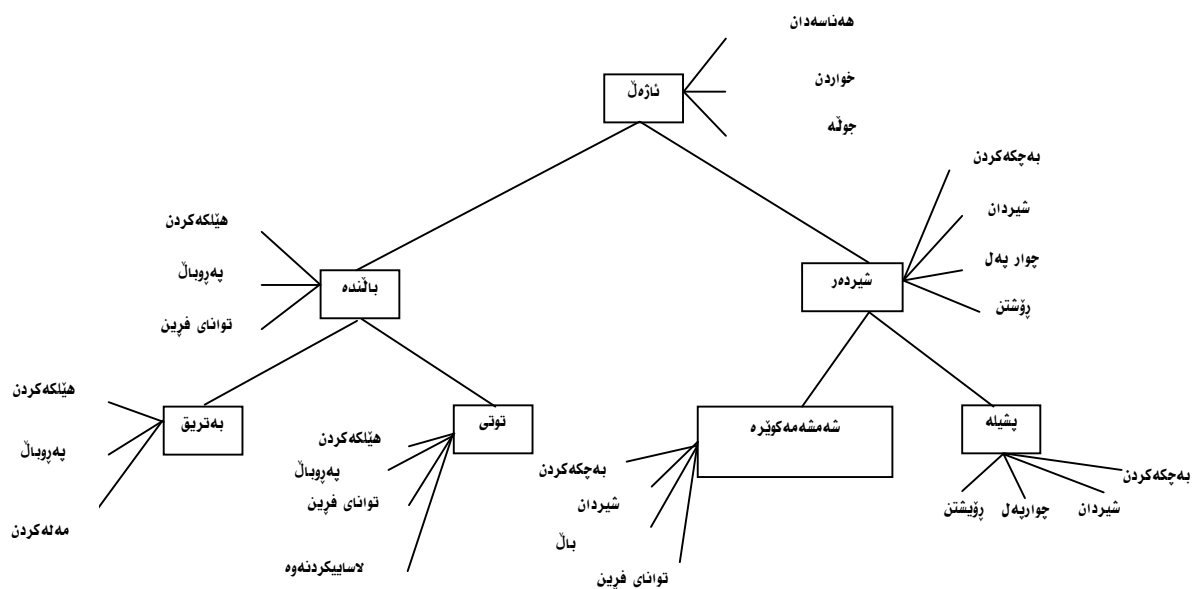 هەناسەدان
خواردن
ئاژەڵ
جوڵە
بەچکەکردن
شیردان
هێلکەکردن
چوار پەل
پەڕوباڵ
شیردەر
باڵندە
ڕۆشتن
توانای فڕین
هێلکەکردن
بەتریق
توتی
شەمشەمەکوێرە
پشیلە
هێلکەکردن
پەڕوباڵ
پەڕوباڵ
بەچکەکردن
بەچکەکردن
توانای فڕین
شیردان
ڕۆیشتن
چوارپەل
شیردان
مەلەکردن
باڵ
لاساییکردنەوە
توانای فڕین